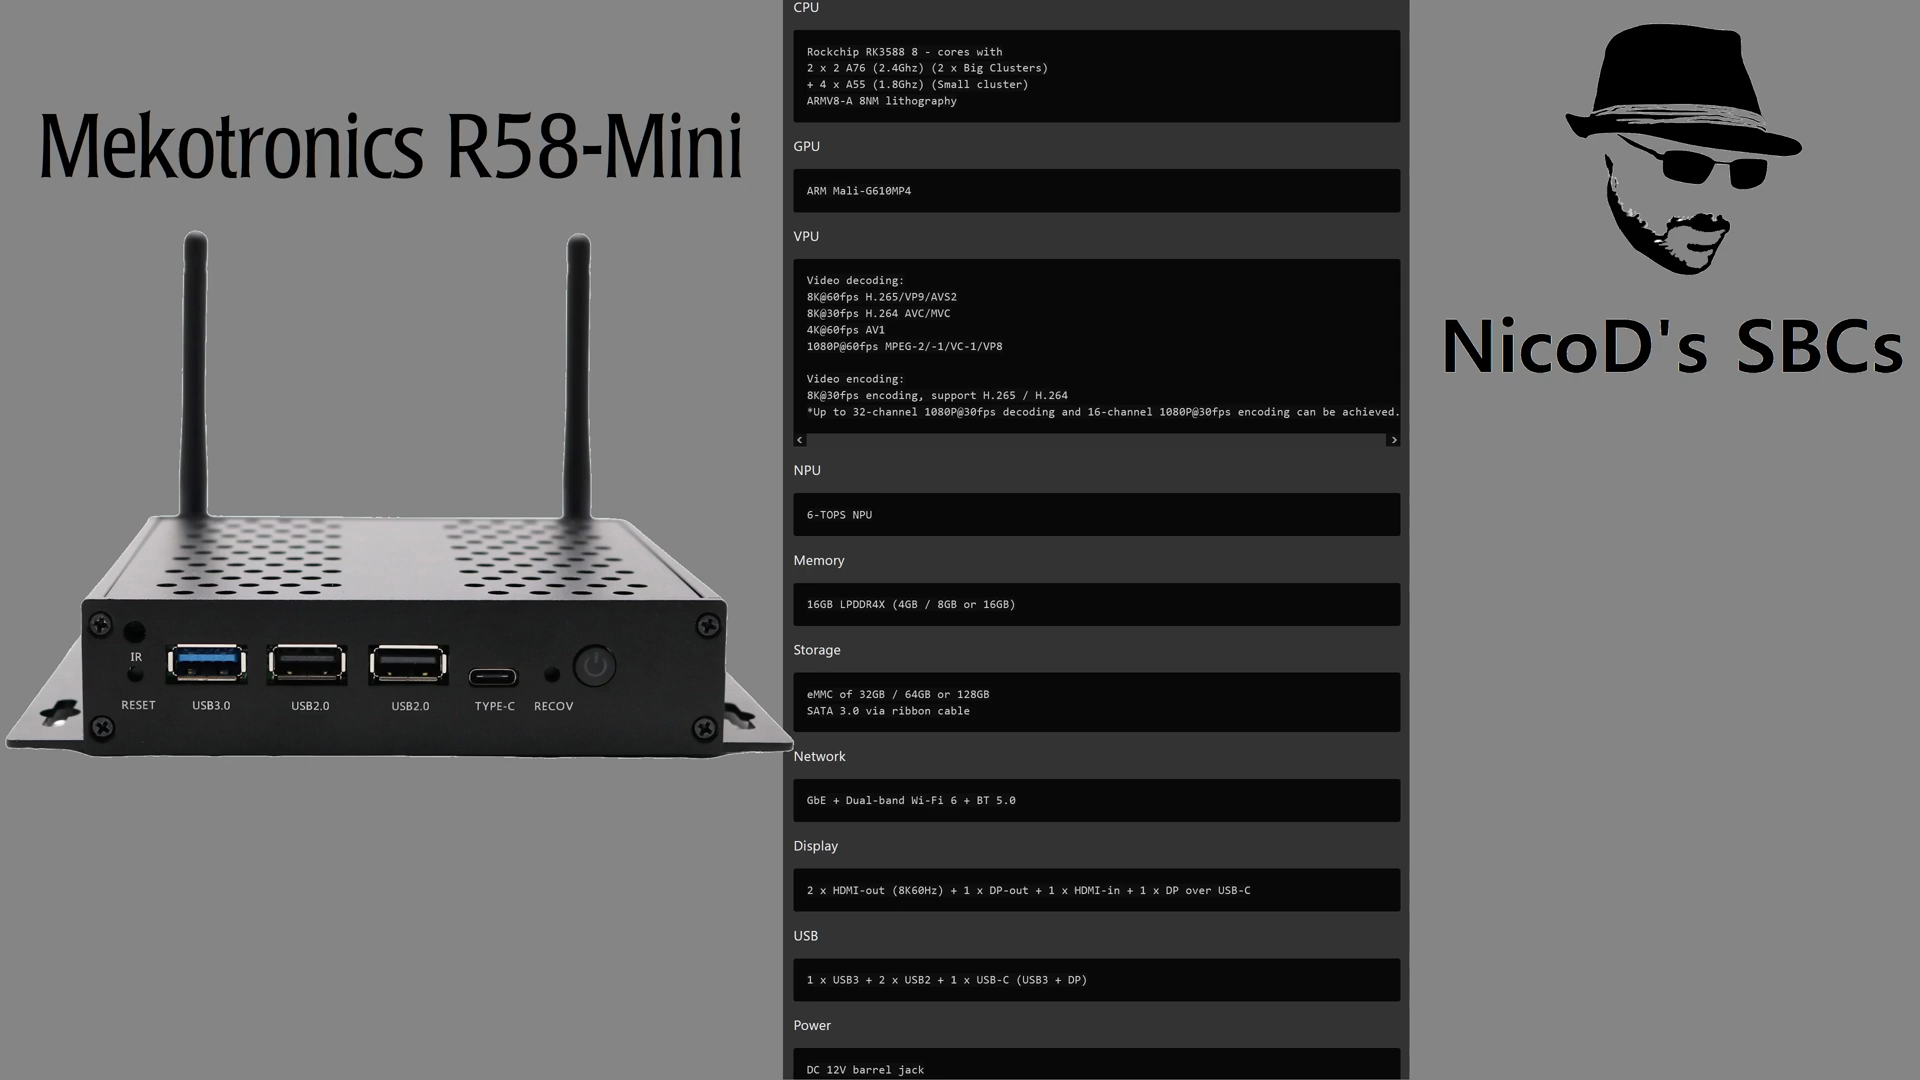 Mekotronics R58-Mini
IR
RESET
USB3.0
USB2.0
USB2.0
TYPE-C
RECOV
CPU
Rockchip RK3588 8 - cores with
2 x 2 A76 (2.4Ghz) (2 x Big Clusters)
+ 4 x A55 (1.8Ghz) (Small cluster)
ARMV8-A 8NM lithography
GPU
ARM Mali-G610MP4
VPU
Video decoding:
8K@60fps H.265/VP9/AVS2
8K@30fps H.264 AVC/MVC
4K@60fps AV1
1080P@60fps MPEG-2/-1/VC-1/VP8
Video encoding:
8K@30fps encoding, support H.265 / H.264
*Up to 32-channel 1080P@30fps decoding and 16-channel 1080P@30fps encoding can be achieved.
NPU
6-TOPS NPU
Memory
16GB LPDDR4X (4GB / 8GB or 16GB)
Storage
eMMC of 32GB / 64GB or 128GB
SATA 3.0 via ribbon cable
Network
GbE + Dual-band Wi-Fi 6 + BT 5.0
Display
2 x HDMI-out (8K60Hz) + 1 x DP-out + 1 x HDMI-in + 1 x DP over USB-C
USB
1 x USB3 + 2 x USB2 + 1 x USB-C (USB3 + DP)
Power
DC 12V barrel jack
NicoD's SBCs